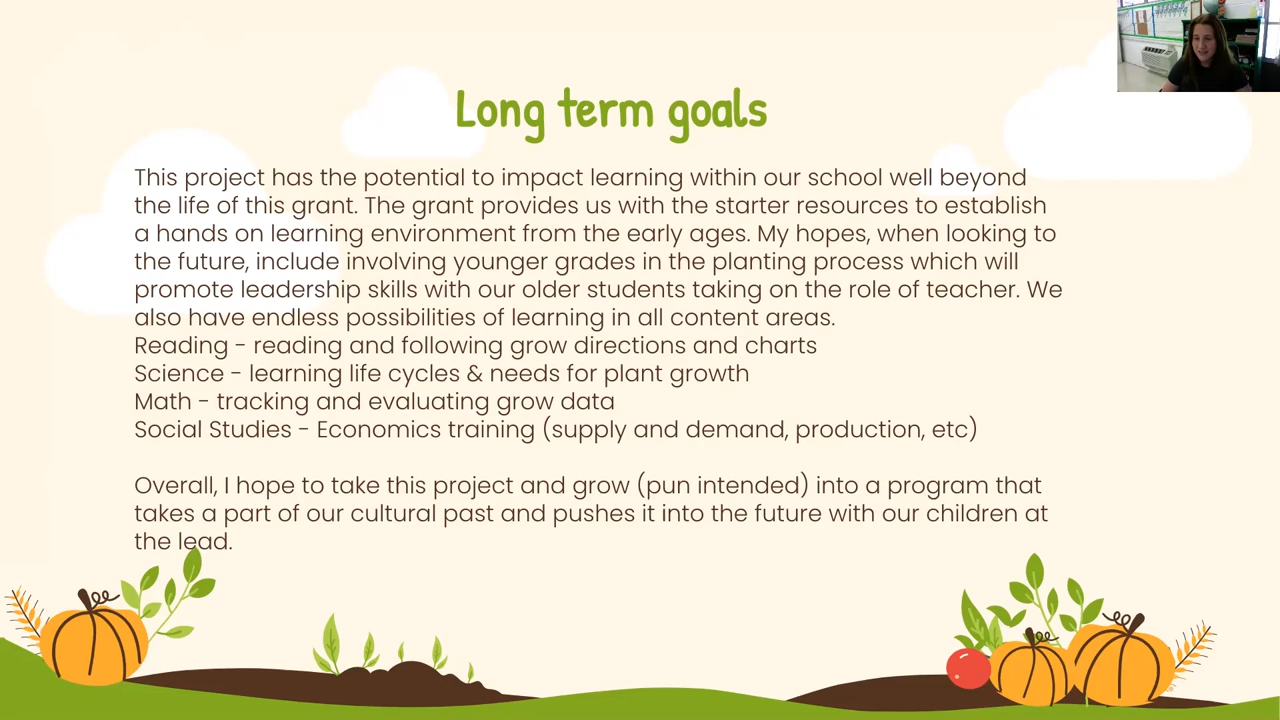 Long term goals
This project has the potential to impact learning within our school well beyond
the life of this grant. The grant provides us with the starter resources to establish
a hands on learning environment from the early ages. My hopes, when looking to
the future, include involving younger grades in the planting process which will
promote leadership skills with our older students taking on the role of teacher. We
also have endless possibilities of learning in all content areas.
Reading - reading and following grow directions and charts
Science - learning life cycles & needs for plant growth
Math - tracking and evaluating grow data
Social Studies - Economics training (supply and demand, production, etc)
Overall, I hope to take this project and grow (pun intended) into a program that
takes a part of our cultural past and pushes it into the future with our children at
the lead.